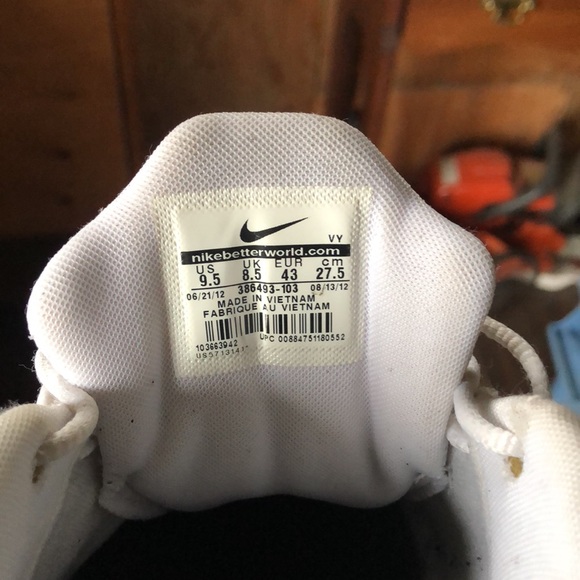 VY
nikebetterworld.com
US UK EUR cm
9.5 8.5 43 27.5
06/21/12 386493-103 08/13/12
MADE IN VIETNAM
FABRIQUE AU VIETNAM
103663942 UPC 00884751180552